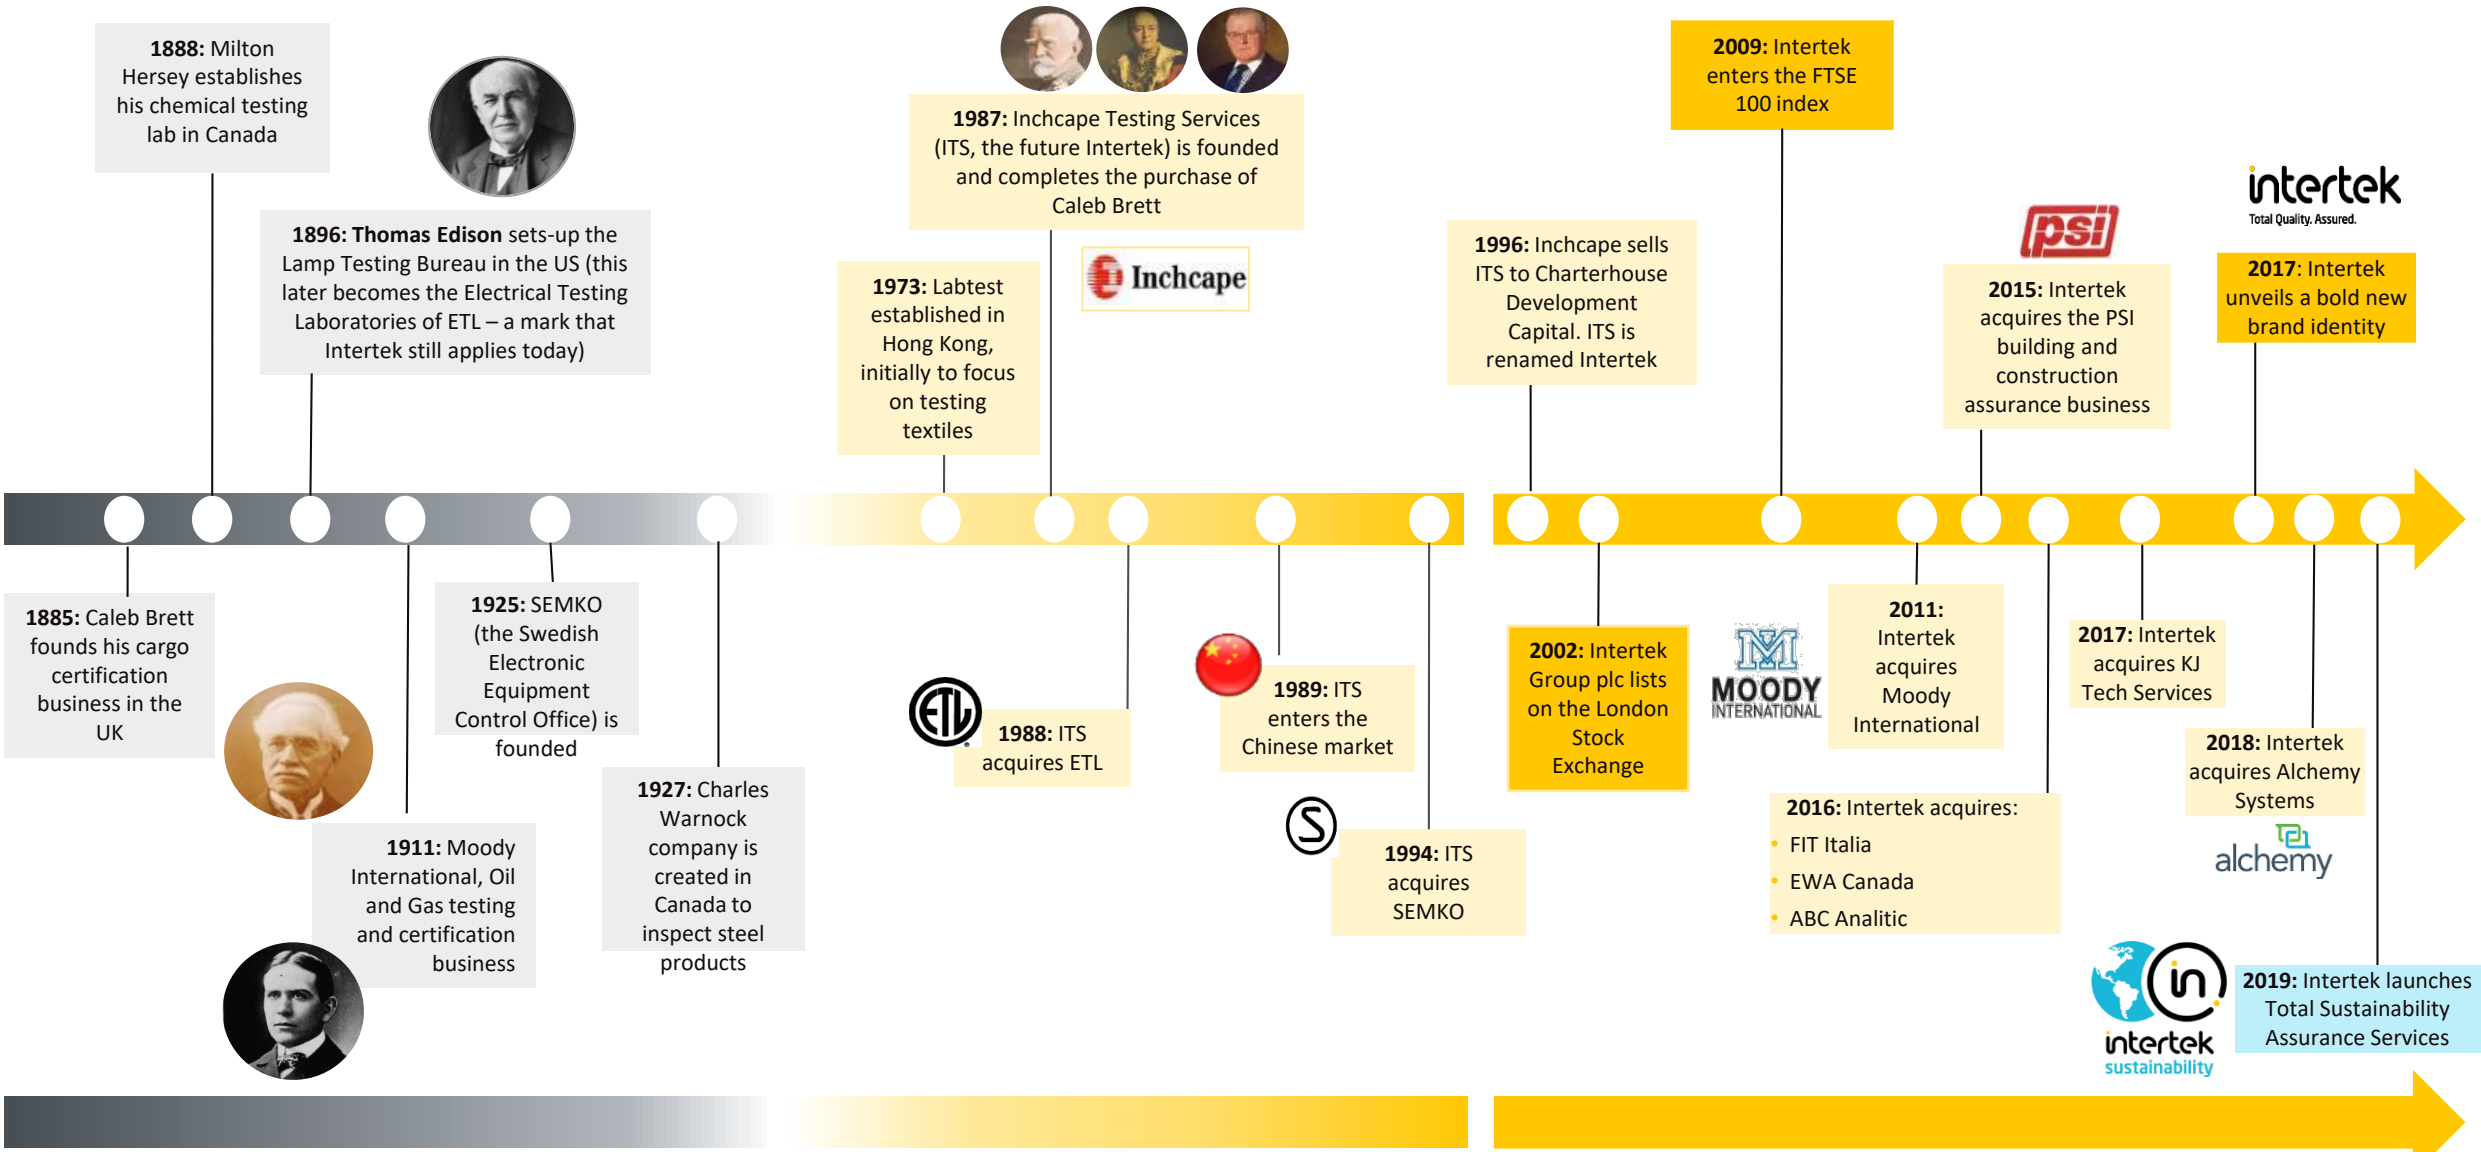 1888: Milton
Hersey establishes
his chemical testing
lab in Canada
1896: Thomas Edison sets-up the
Lamp Testing Bureau in the US (this
later becomes the Electrical Testing
Laboratories of ETL – a mark that
Intertek still applies today)
1973: Labtest
established in
Hong Kong,
initially to focus
on testing
textiles
1987: Inchcape Testing Services
(ITS, the future Intertek) is founded
and completes the purchase of
Caleb Brett
Inchcape
1996: Inchcape sells
ITS to Charterhouse
Development
Capital. ITS is
renamed Intertek
2009: Intertek
enters the FTSE
100 index
psi
2015: Intertek
acquires the PSI
building and
construction
assurance business
intertek
Total Quality. Assured.
2017: Intertek
unveils a bold new
brand identity
1885: Caleb Brett
founds his cargo
certification
business in the
UK
1911: Moody
International, Oil
and Gas testing
and certification
business
1925: SEMKO
(the Swedish
Electronic
Equipment
Control Office) is
founded
1927: Charles
Warnock
company is
created in
Canada to
inspect steel
products
ETL
1988: ITS
acquires ETL
1989: ITS
enters the
Chinese market
S
1994: ITS
acquires
SEMKO
2002: Intertek
Group plc lists
on the London
Stock
Exchange
MOODY
INTERNATIONAL
2011:
Intertek
acquires
Moody
International
2016: Intertek acquires:
• FIT Italia
• EWA Canada
• ABC Analitic
2017: Intertek
acquires KJ
Tech Services
2018: Intertek
acquires Alchemy
Systems
alchemy
in
intertek
sustainability
2019: Intertek launches
Total Sustainability
Assurance Services